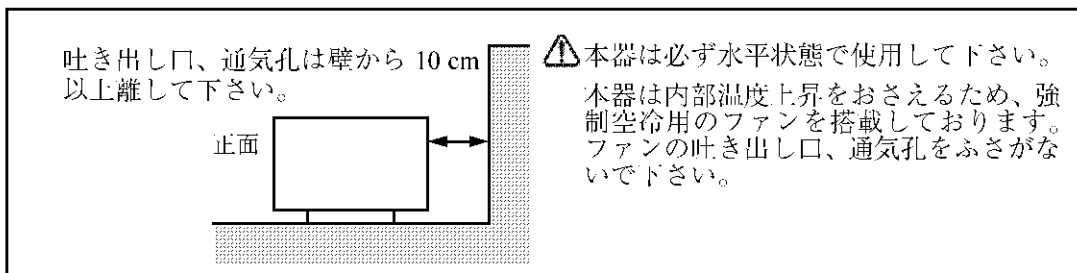 吐き出し口、通気孔は壁から 10 cm
以上離して下さい。
正面
本器は必ず水平状態で使用して下さい。
本器は内部温度上昇をおさえるため、強
制空冷用のファンを搭載しております。
ファンの吐き出し口、通気孔をふさがな
いで下さい。